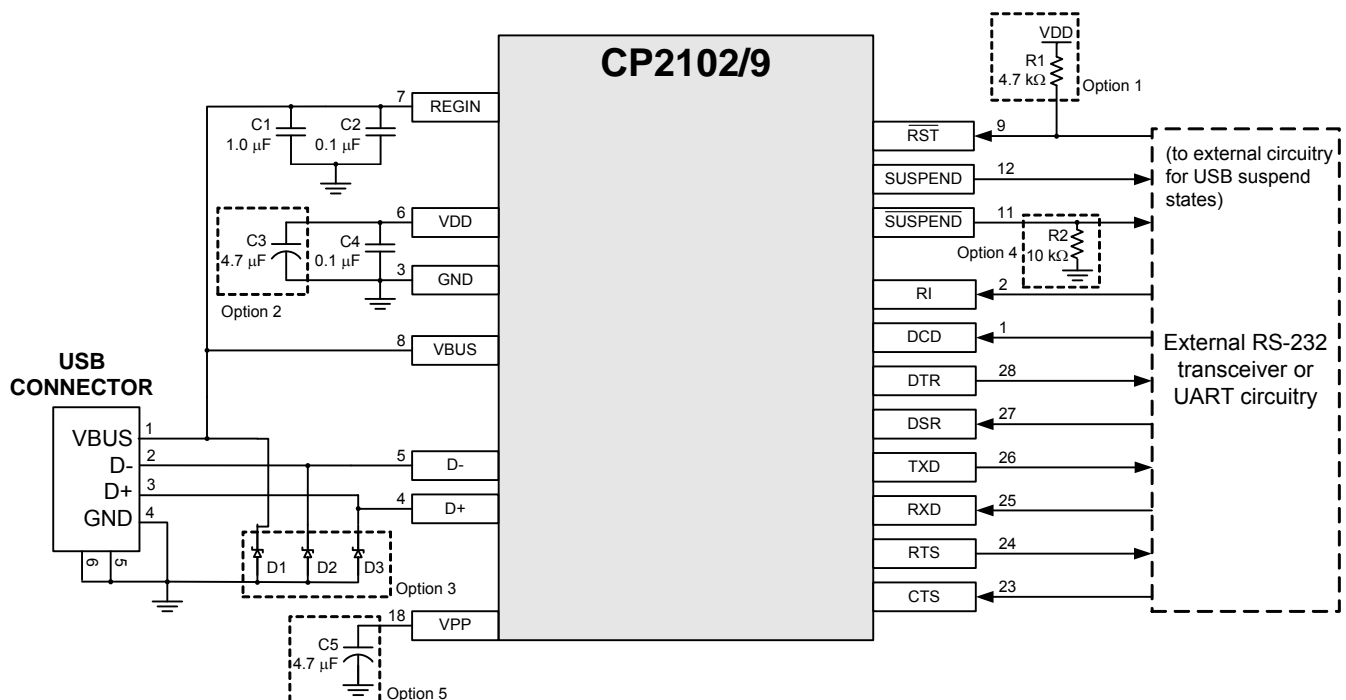 CP2102/9
VDD
R1
4.7 kΩ
Option 1
7
REGIN
C1
1.0 μF
C2
0.1 μF
6
VDD
C3
4.7 μF
C4
0.1 μF
3
GND
Option 2
8
VBUS
USB
CONNECTOR
VBUS
1
D-
2
D+
3
GND
4
6
5
5
D-
4
D+
D1
D2
D3
Option 3
18
VPP
C5
4.7 μF
Option 5
RST
9
SUSPEND
12
SUSPEND
11
Option 4
R2
10 kΩ
RI
2
DCD
1
DTR
28
DSR
27
TXD
26
RXD
25
RTS
24
CTS
23
(to external circuitry
for USB suspend
states)
External RS-232
transceiver or
UART circuitry